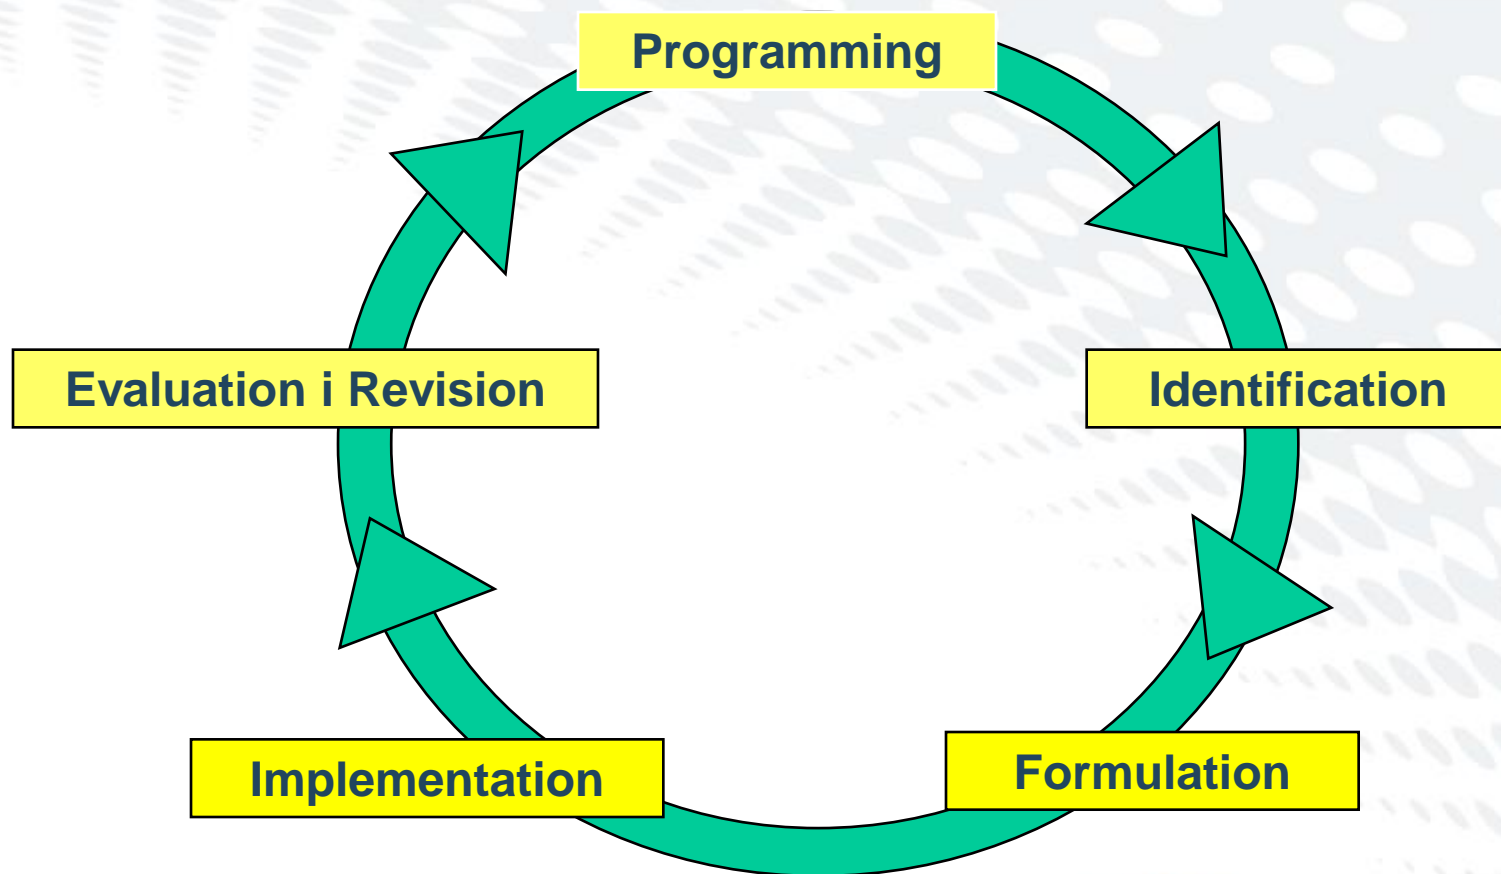 Programming
Evaluation i Revision
Identification
Implementation
Formulation